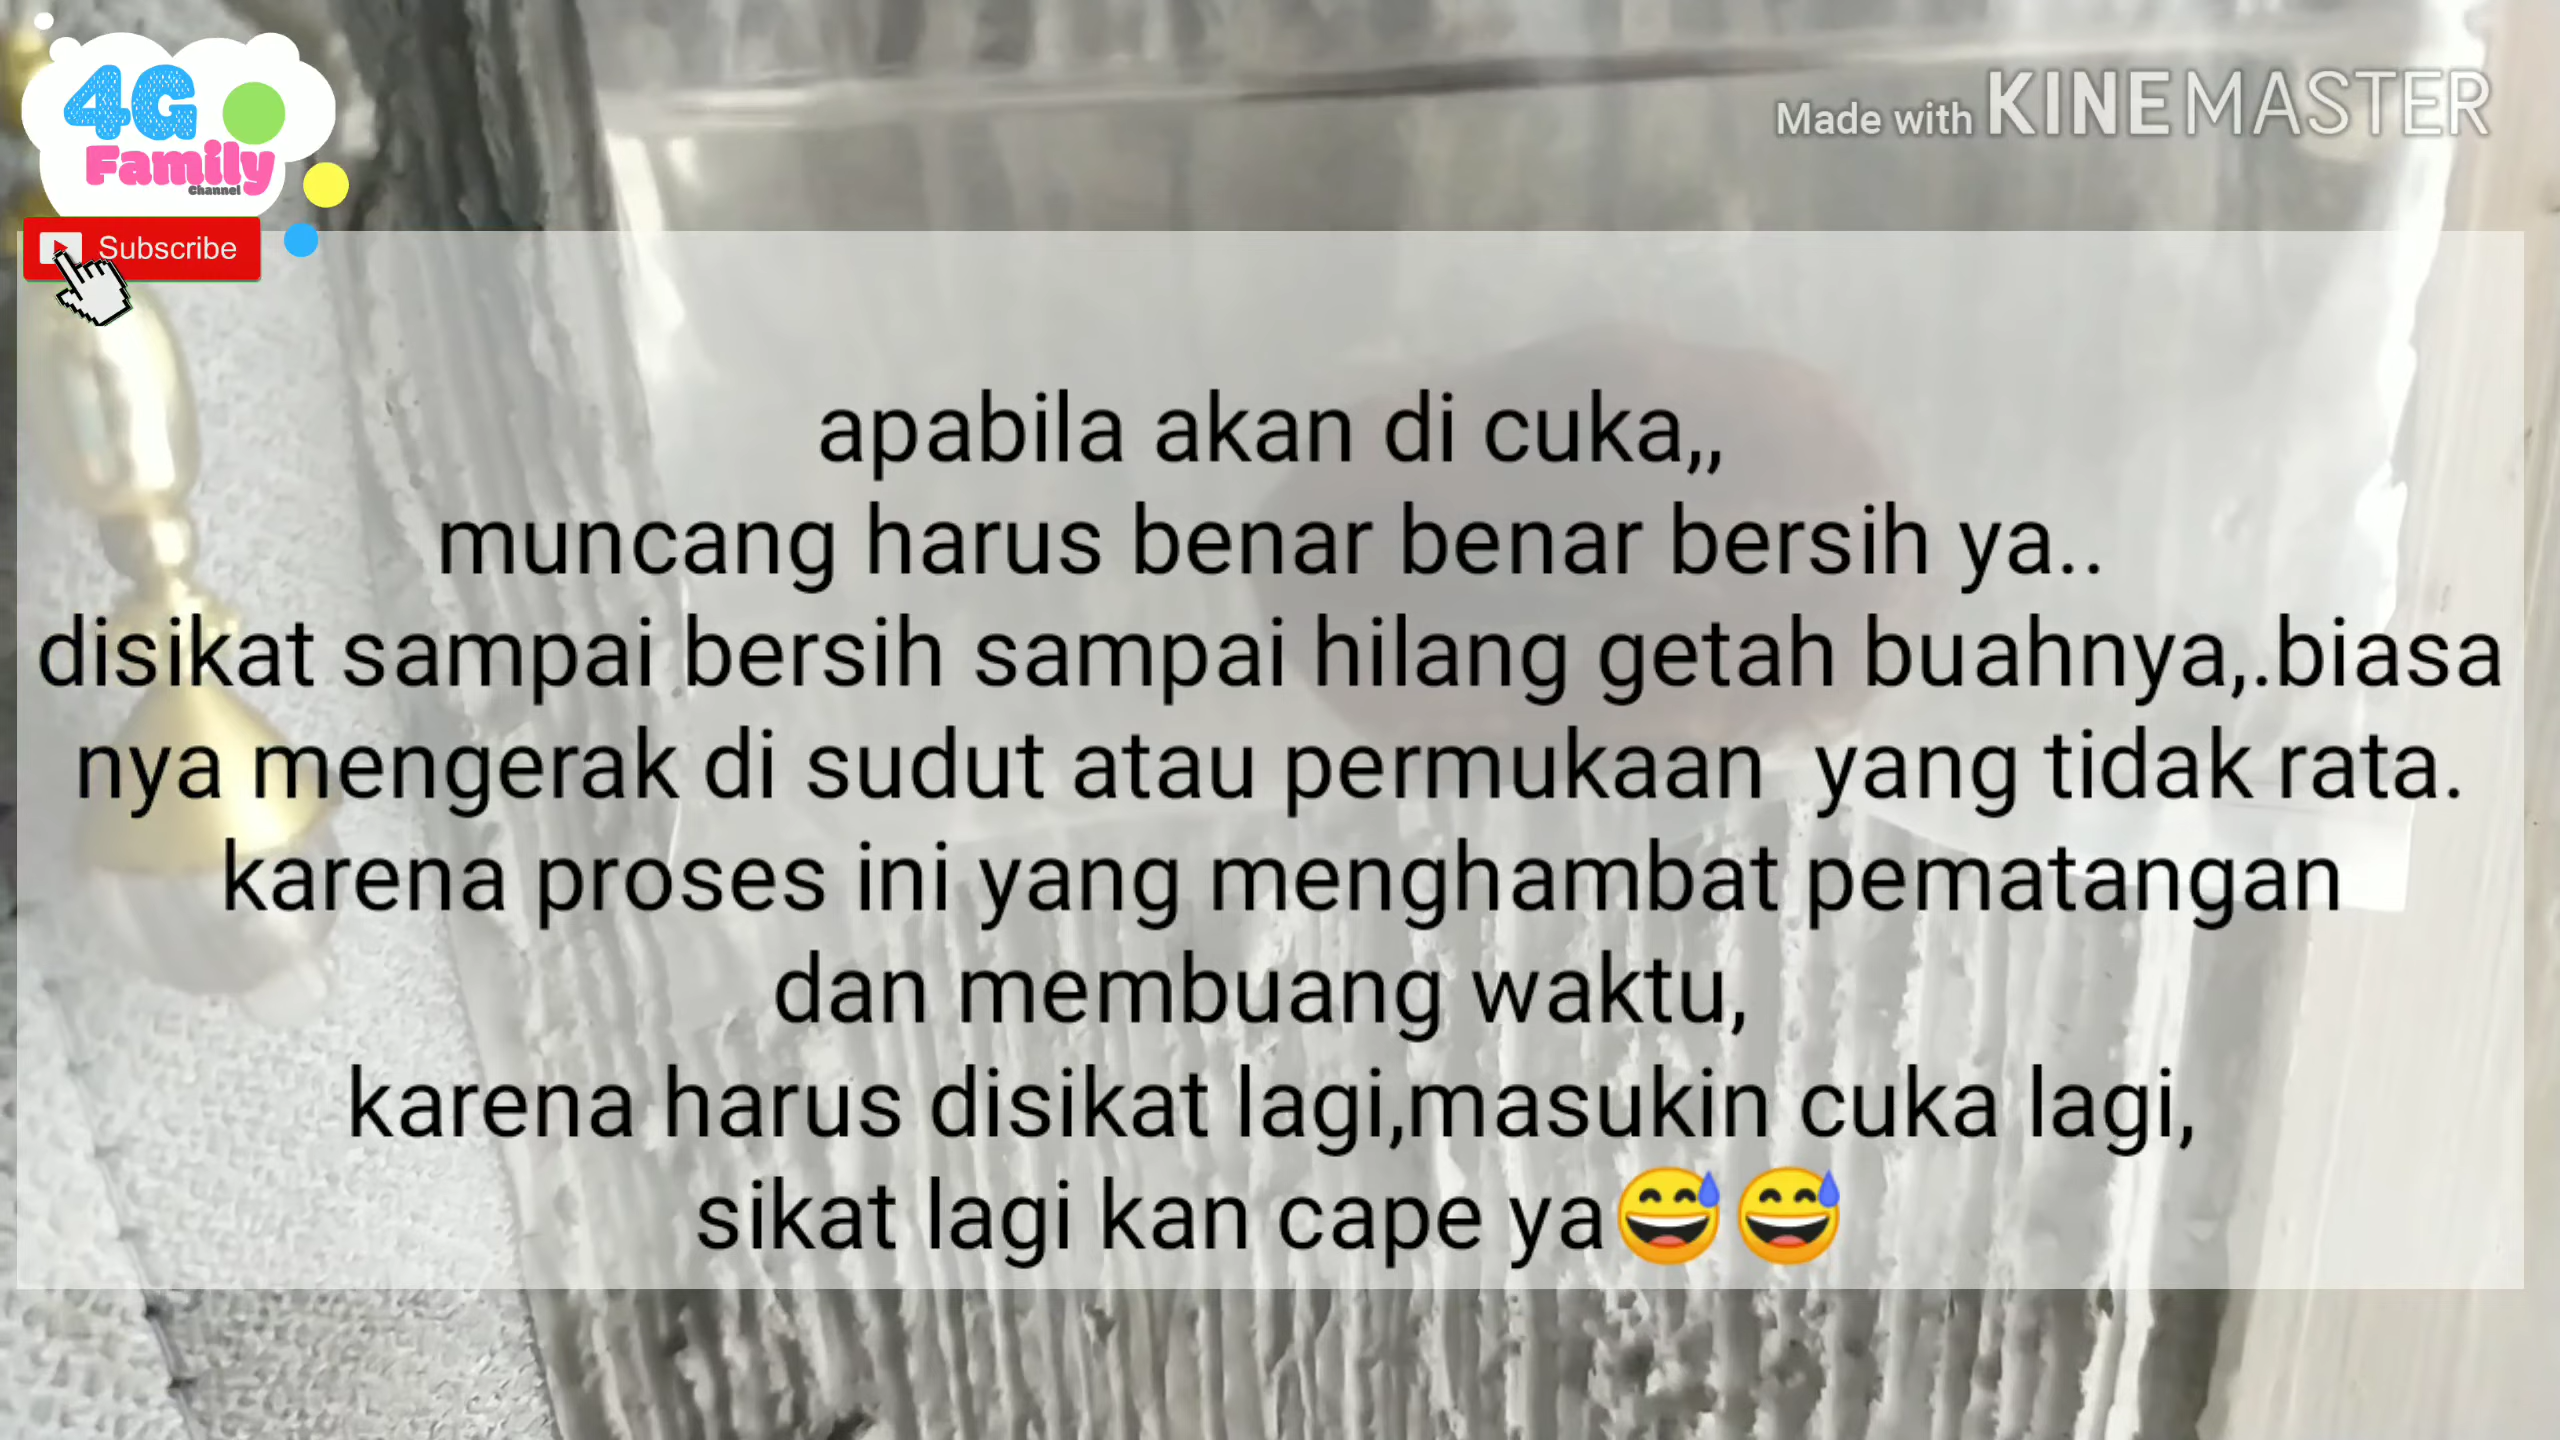 4G
Family
Channel
Subscribe
Made with KINEMASTER
apabila akan di cuka,,
muncang harus benar benar bersih ya..
disikat sampai bersih sampai hilang getah buahnya,.biasa
nya mengerak di sudut atau permukaan  yang tidak rata.
karena proses ini yang menghambat pematangan
dan membuang waktu,
karena harus disikat lagi,masukin cuka lagi,
sikat lagi kan cape ya😅😅